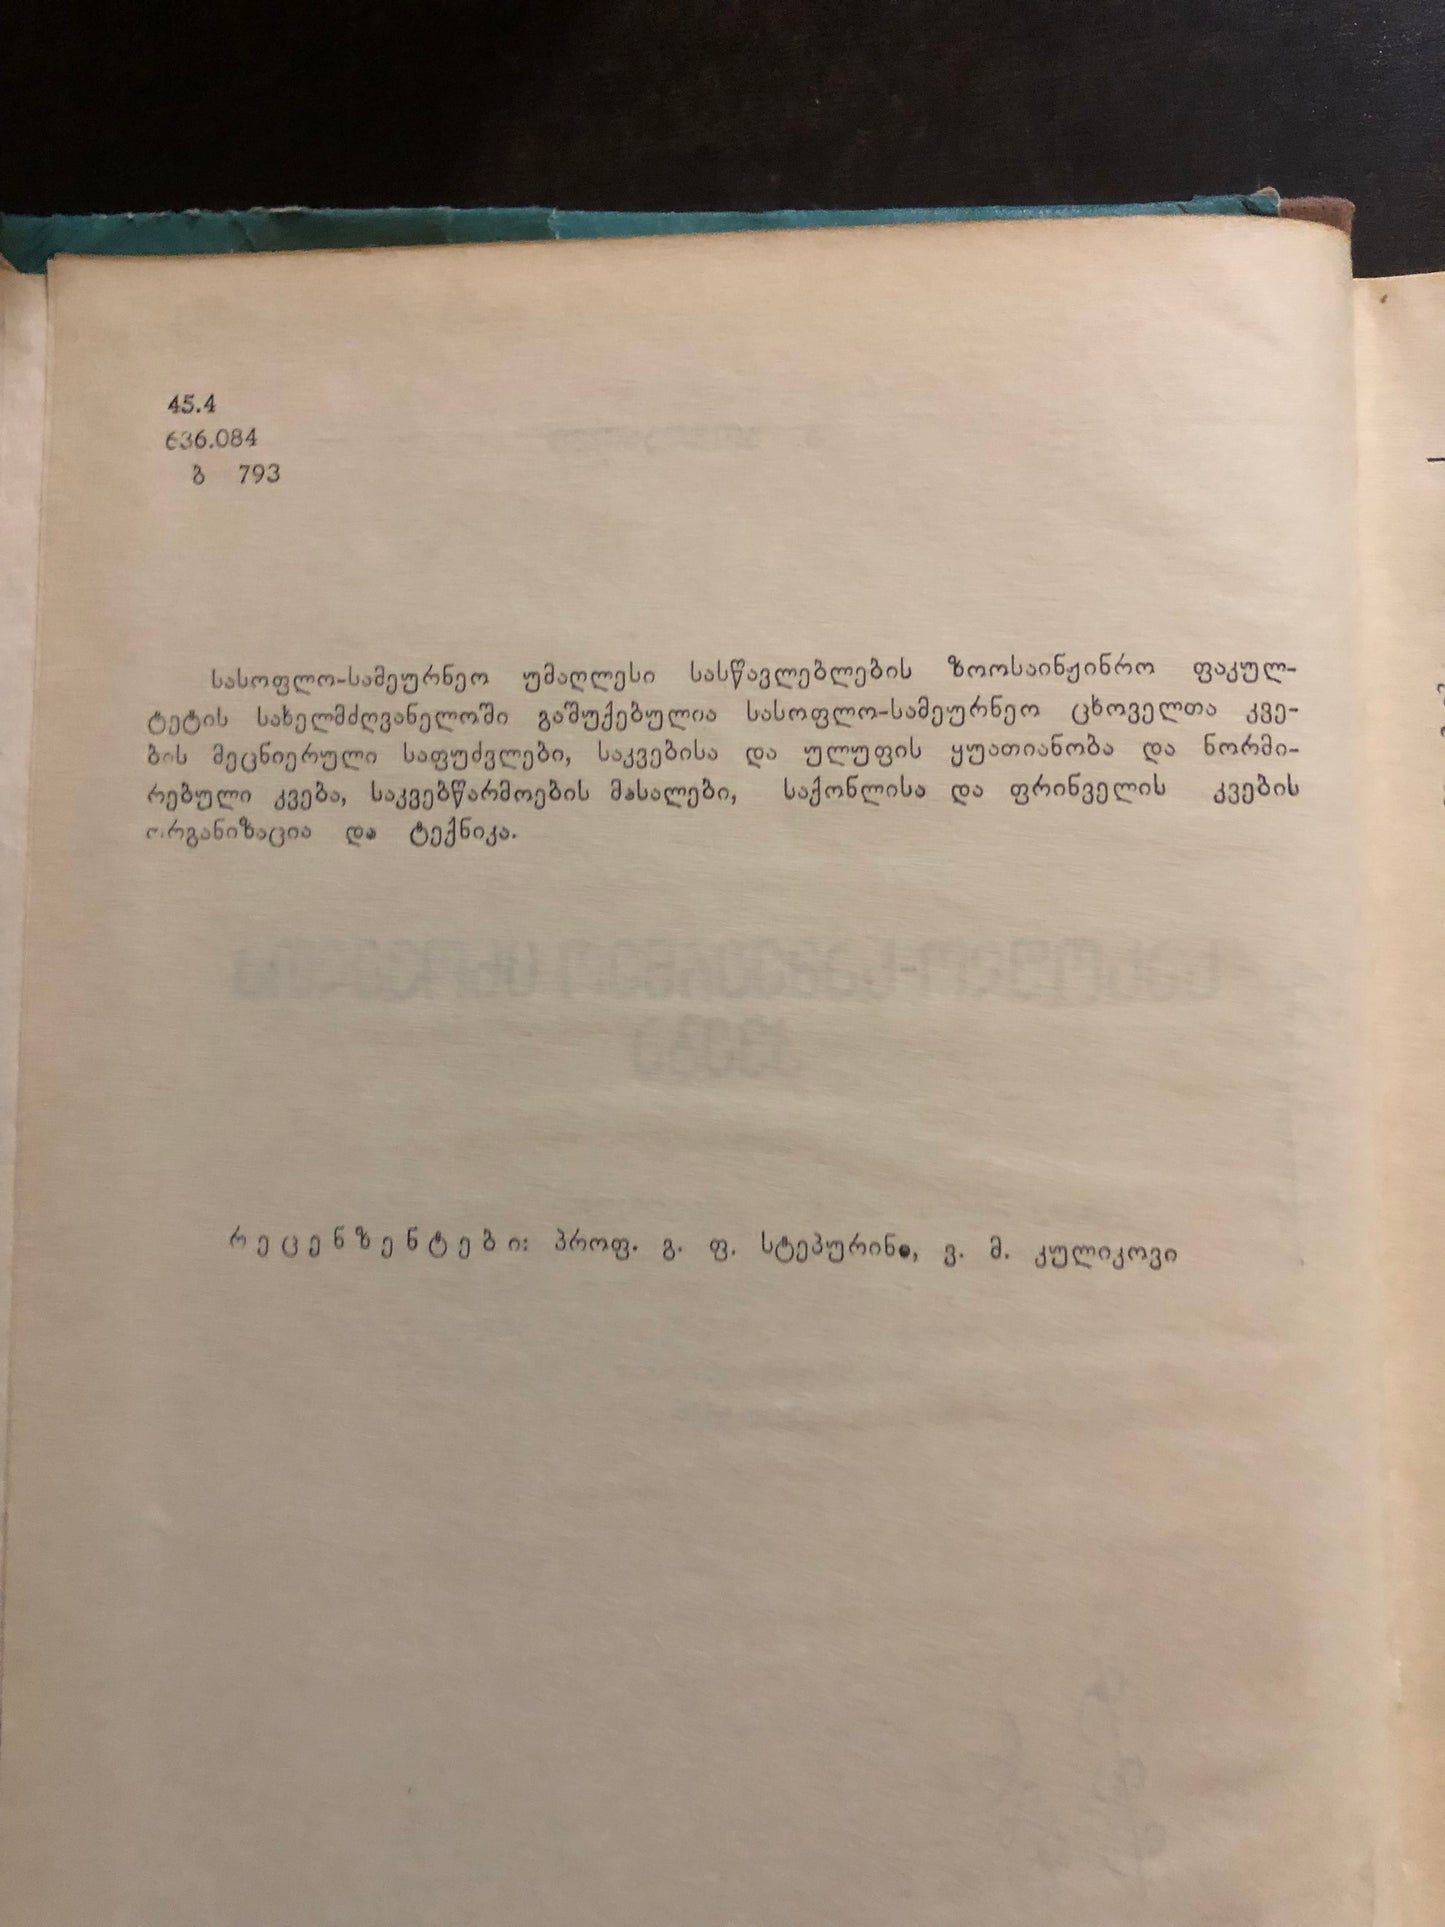 45.4
636.084
ბ 793
სასოფლო-სამეურნეო უმაღლესი სასწავლებლების ზოოსაინჟინრო ფაკულ-
ტეტის სახელმძღვანელოში გაშუქებულია სასოფლო-სამეურნეო ცხოველთა კვე-
ბის მეცნიერული საფუძვლები, საკვებისა და ულუფის ყუათიანობა და ნორმი-
რებული კვება, საკვებწარმოების მასალები, საქონლისა და ფრინველის კვების
ორგანიზაცია და ტექნიკა.
რეცენზენტები: პროფ. გ. ფ. სტეპურინი, ვ. მ. კულიკოვი